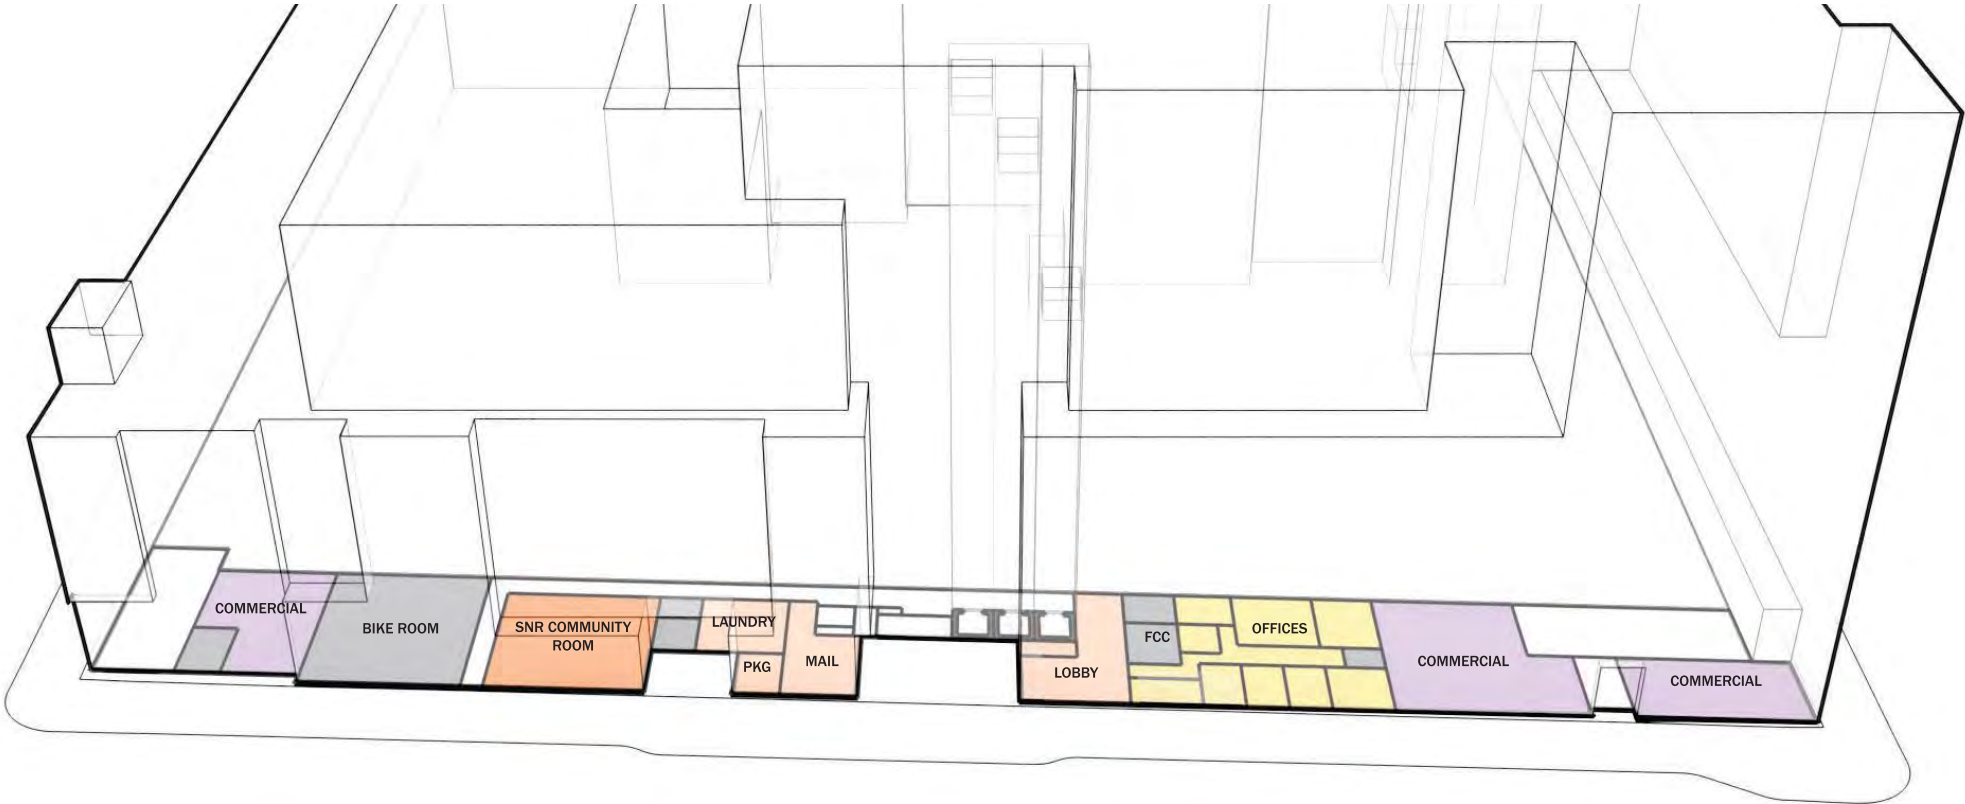 COMMERCIAL
BIKE ROOM
SNR COMMUNITY
ROOM
LAUNDRY
PKG
MAIL
LOBBY
FCC
OFFICES
COMMERCIAL
COMMERCIAL